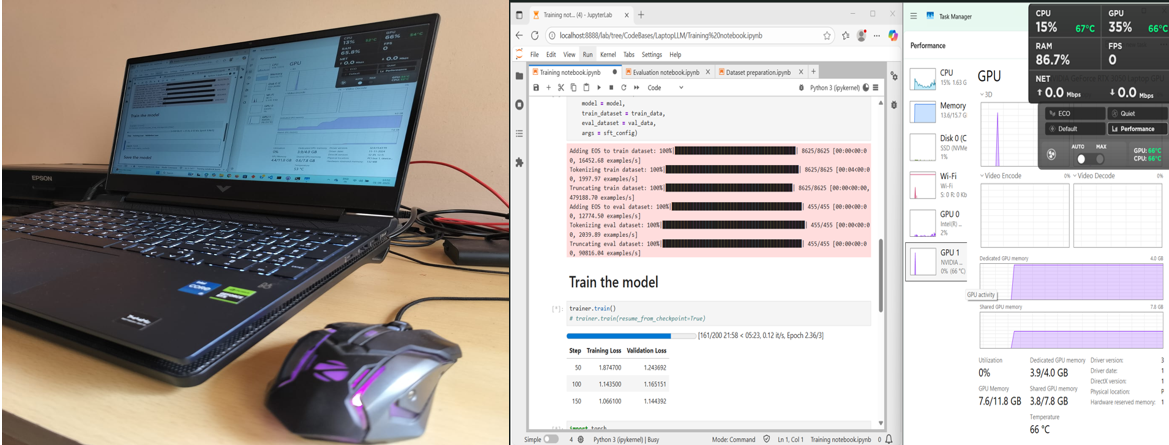 EPSON
CORE
Training not... (4) - JupyterLab
localhost:8888/lab/tree/CodeBases/LaptopLLM/Training%20notebook.ipynb
File Edit View Run Kernel Tabs Settings Help
Training notebook.ipynb
Evaluation notebook.ipynb
Dataset preparation.ipynb
Code
Python 3 (ipykernel)
model = model,
train_dataset = train_data,
eval_dataset = val_data,
args = sft_config)
Adding EOS to train dataset: 100%| 8625/8625 [00:00<00:0
0, 16452.68 examples/s]
Tokenizing train dataset: 100%| 8625/8625 [00:04<00:0
0, 1997.97 examples/s]
Truncating train dataset: 100%| 8625/8625 [00:00<00:00,
479188.70 examples/s]
Adding EOS to eval dataset: 100%| 455/455 [00:00<00:0
0, 12774.50 examples/s]
Tokenizing eval dataset: 100%| 455/455 [00:00<00:0
0, 2039.89 examples/s]
Truncating eval dataset: 100%| 455/455 [00:00<00:0
0, 90816.04 examples/s]
Train the model
[*]:
trainer.train()
# trainer.train(resume_from_checkpoint=True)
[161/200 21:58 < 05:23, 0.12 it/s, Epoch 2.36/3]
Step Training Loss Validation Loss
50 1.874700 1.243692
100 1.143500 1.165151
150 1.066100 1.144392
import torch
Simple 4 Python 3 (ipykernel) | Busy
Mode: Command Ln 1, Col 1 Training notebook.ipynb 0
Task Manager
Performance
CPU
15% 1.63 G
Memory
13.6/15.7
Disk 0 (C
SSD (NVMe
1%
Wi-Fi
Wi-Fi
S: 0 R: 0 Kb
GPU 0
Intel(R) ...
2%
GPU 1
NVIDIA ...
0% (66 °C)
GPU activity
GPU
3D
Video Encode 0%
Video Decode 0%
Dedicated GPU memory 4.0 GB
Shared GPU memory 7.8 GB
Utilization
0%
GPU Memory
7.6/11.8 GB
Dedicated GPU memory
3.9/4.0 GB
Shared GPU memory
3.8/7.8 GB
Temperature
66 °C
Driver version: 3
Driver date: 1
DirectX version: 1
Physical location: P
Hardware reserved memory: 1
CPU
15% 67°C
GPU
35% 66°C
RAM
86.7%
FPS
0
NET
↑ 0.0 Mbps ↓ 0.0 Mbps
ECO
Quiet
Default
Performance
AUTO MAX
GPU: 66°C
CPU: 66°C